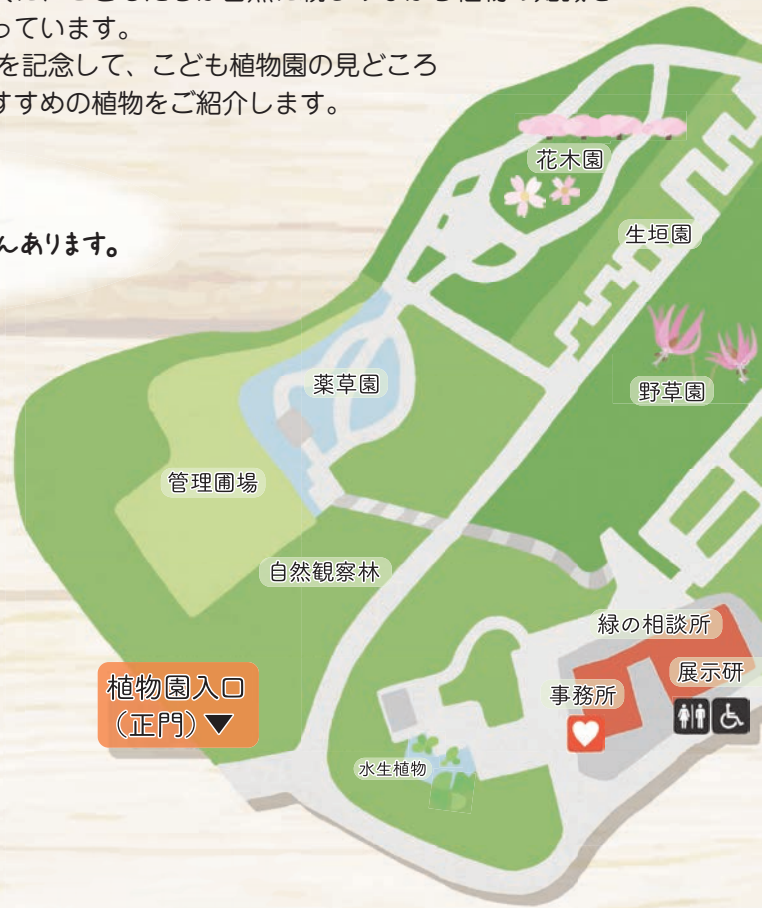 っています。
を記念して、こども植物園の見どころ
すすめの植物をご紹介します。
んあります。
花木園
生垣園
野草園
薬草園
管理圃場
自然観察林
緑の相談所
展示研
事務所
植物園入口
（正門）▼
水生植物